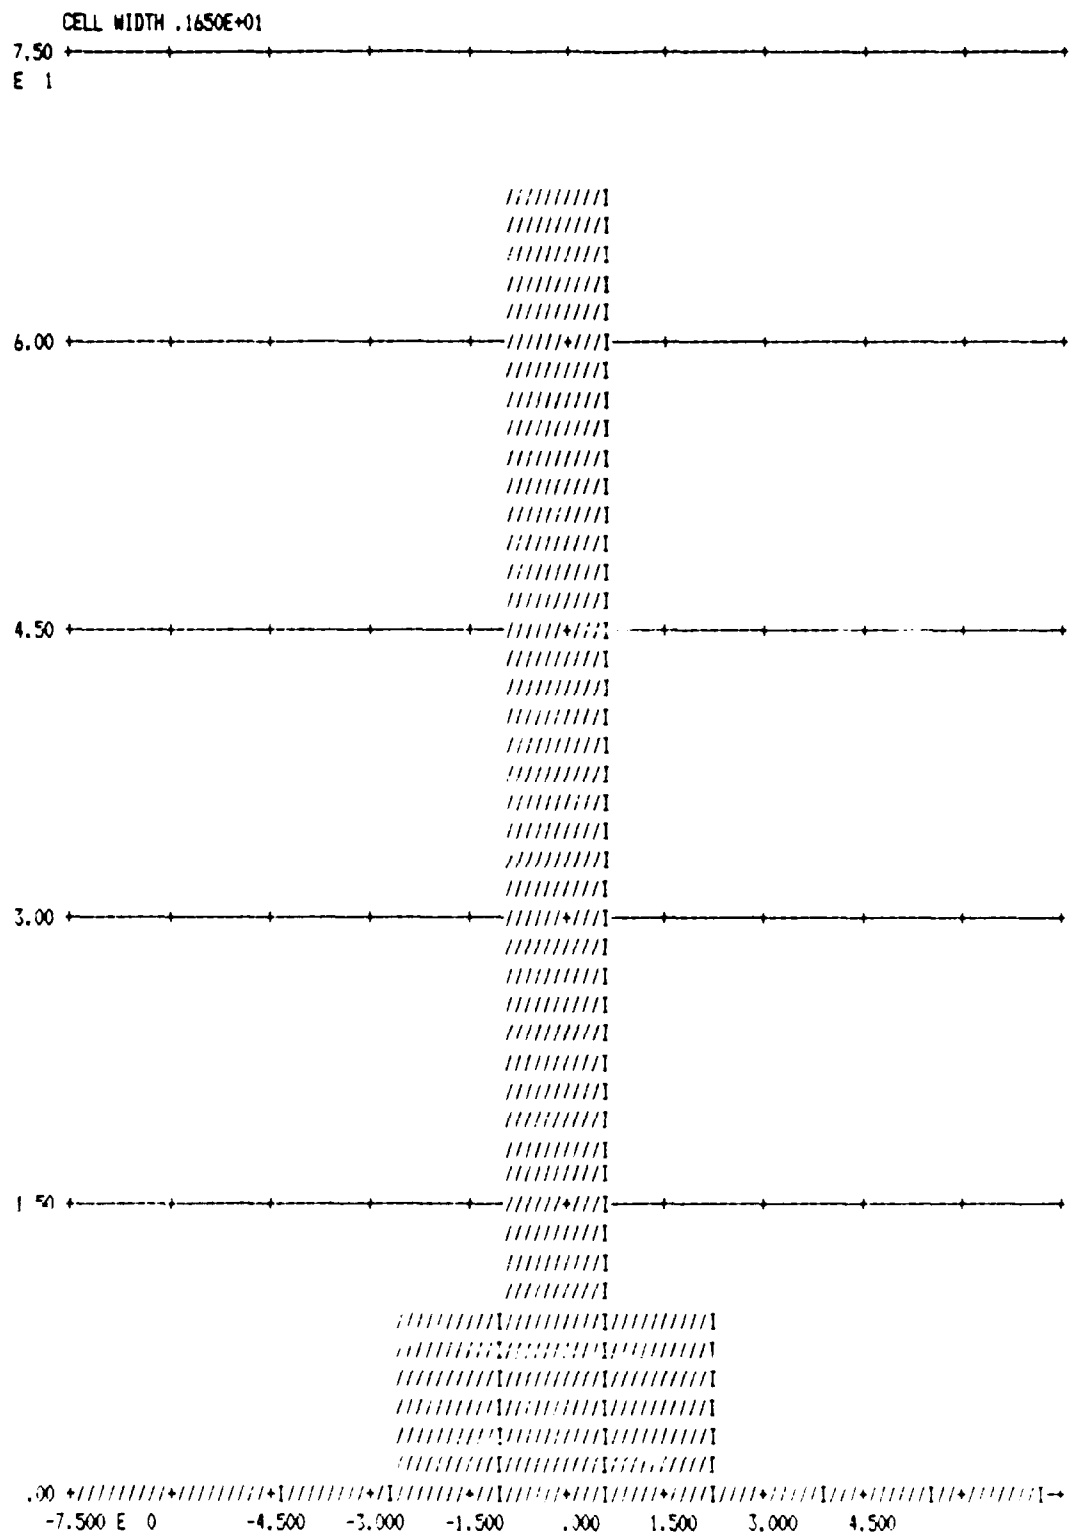 CELL WIDTH .1650E+01
7.50 +---------+---------+---------+---------+---------+---------+---------+---------+---------+---------+
E 1
//////////I
//////////I
//////////I
//////////I
//////////I
6.00 +---------+---------+---------+---------+---//////+///I-----+---------+---------+---------+---------+
//////////I
//////////I
//////////I
//////////I
//////////I
//////////I
//////////I
//////////I
//////////I
4.50 +---------+---------+---------+---------+---//////+///I-----+---------+---------+---------+---------+
//////////I
//////////I
//////////I
//////////I
//////////I
//////////I
//////////I
//////////I
//////////I
3.00 +---------+---------+---------+---------+---//////+///I-----+---------+---------+---------+---------+
//////////I
//////////I
//////////I
//////////I
//////////I
//////////I
//////////I
//////////I
//////////I
1.50 +---------+---------+---------+---------+---//////+///I-----+---------+---------+---------+---------+
//////////I
//////////I
//////////I
//////////I//////////I//////////I
//////////I//////////I//////////I
//////////I//////////I//////////I
//////////I//////////I//////////I
//////////I//////////I//////////I
//////////I//////////I//////////I
.00 +/////////+/////////+I////////+/I///////+/I//////+///I/////+////I////+/////I///+//////I-+
-7.500 E 0 -4.500 -3.000 -1.500 .000 1.500 3.000 4.500